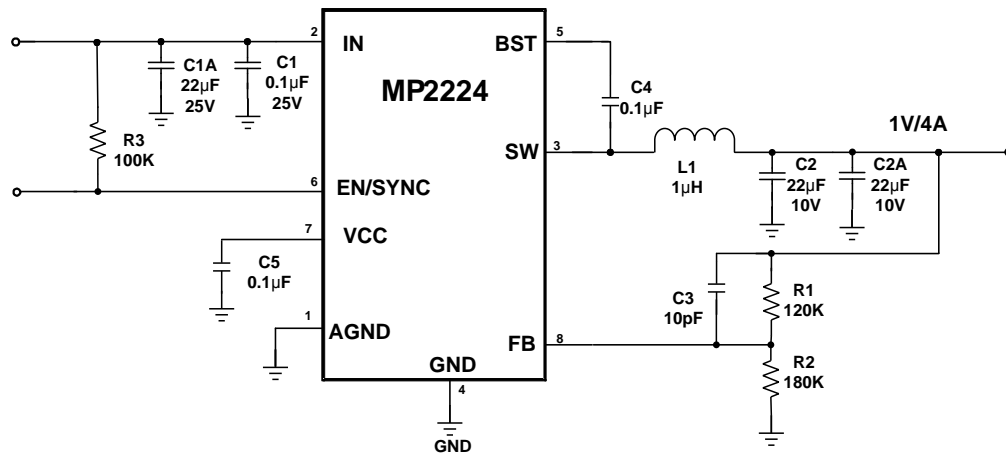 2
IN
C1A
22µF
25V
C1
0.1µF
25V
R3
100K
6
EN/SYNC
7
VCC
C5
0.1µF
1
AGND
MP2224
BST
5
C4
0.1µF
SW
3
L1
1µH
1V/4A
C2
22µF
10V
C2A
22µF
10V
C3
10pF
R1
120K
FB
8
R2
180K
GND
4
GND